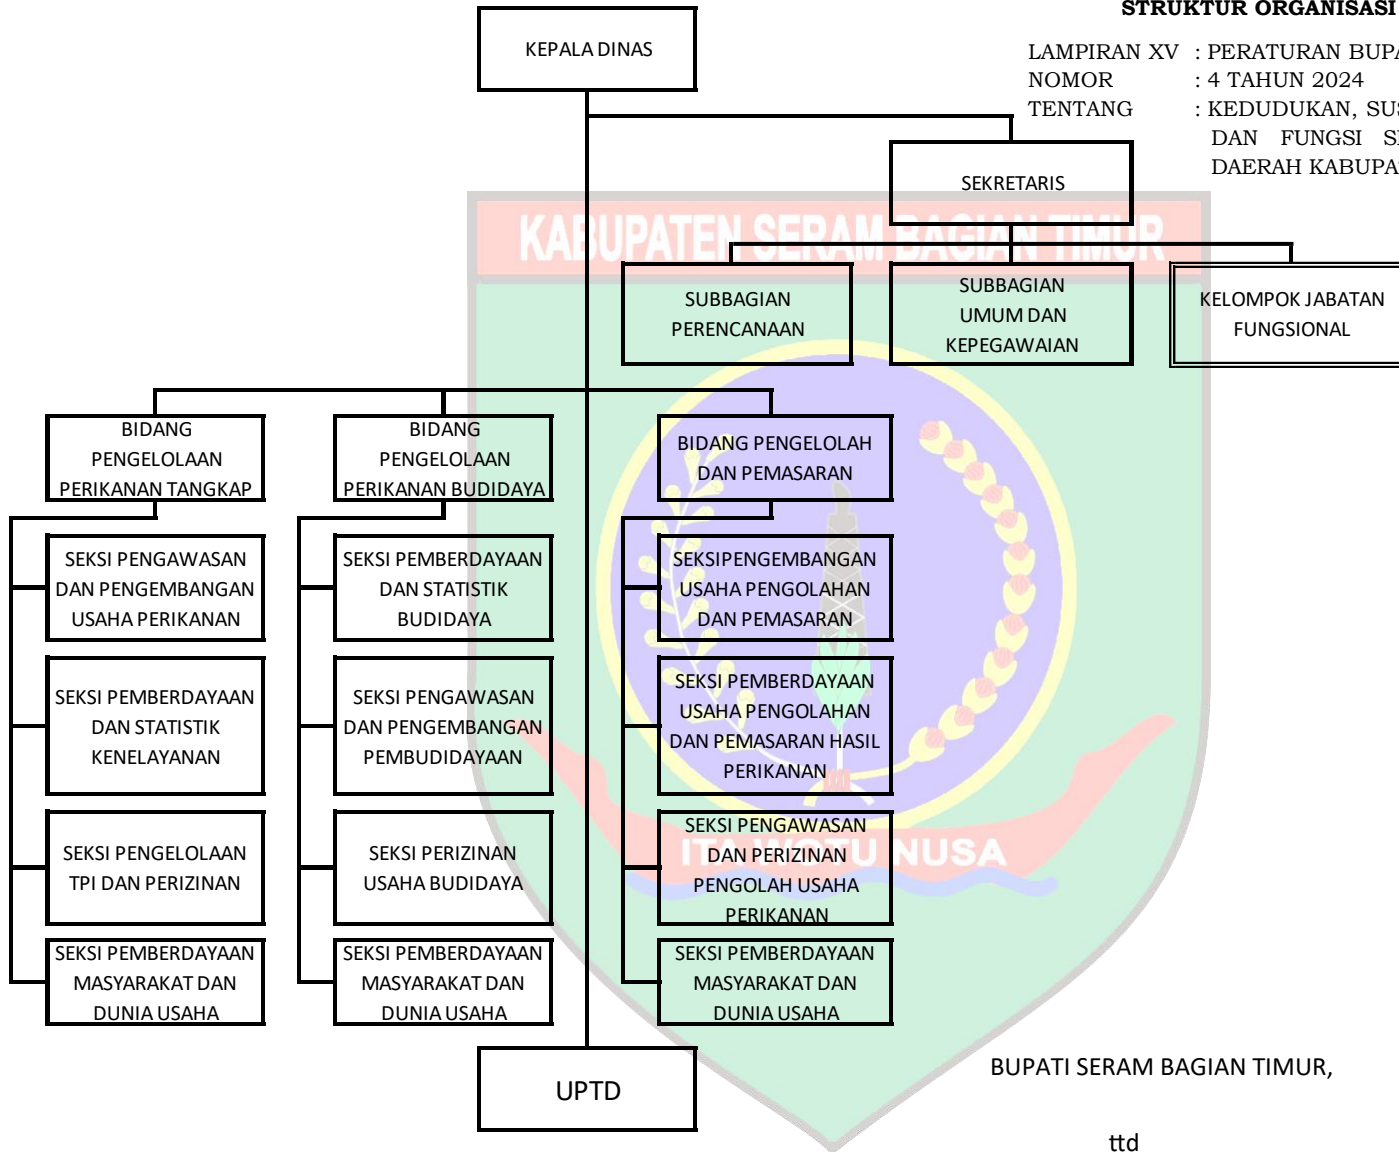 STRUKTUR ORGANISASI
KEPALA DINAS
LAMPIRAN XV : PERATURAN
NOMOR : 4 TAHUN 2024
TENTANG : KEDUDUKAN,
DAN FUNGSI
DAERAH
SEKRETARIS
KABUPATEN SERAM BAGIAN TIMUR
SUBBAGIAN
PERENCANAAN
SUBBAGIAN
UMUM DAN
KEPEGAWAIAN
KELOMPOK JABATAN
FUNGSIONAL
BIDANG
PENGELOLAAN
PERIKANAN TANGKAP
BIDANG
PENGELOLAAN
PERIKANAN BUDIDAYA
BIDANG PENGELOLAH
DAN PEMASARAN
SEKSI PENGAWASAN
DAN PENGEMBANGAN
USAHA PERIKANAN
SEKSI PEMBERDAYAAN
DAN STATISTIK
BUDIDAYA
SEKSIPENGEMBANGAN
USAHA PENGOLAHAN
DAN PEMASARAN
SEKSI PEMBERDAYAAN
DAN STATISTIK
KENELAYANAN
SEKSI PENGAWASAN
DAN PENGEMBANGAN
PEMBUDIDAYAAN
SEKSI PEMBERDAYAAN
USAHA PENGOLAHAN
DAN PEMASARAN HASIL
PERIKANAN
SEKSI PENGELOLAAN
TPI DAN PERIZINAN
SEKSI PERIZINAN
USAHA BUDIDAYA
SEKSI PENGAWASAN
DAN PERIZINAN
PENGOLAH USAHA
PERIKANAN
ITA WOTU NUSA
SEKSI PEMBERDAYAAN
MASYARAKAT DAN
DUNIA USAHA
SEKSI PEMBERDAYAAN
MASYARAKAT DAN
DUNIA USAHA
SEKSI PEMBERDAYAAN
MASYARAKAT DAN
DUNIA USAHA
UPTD
BUPATI SERAM BAGIAN TIMUR,
ttd